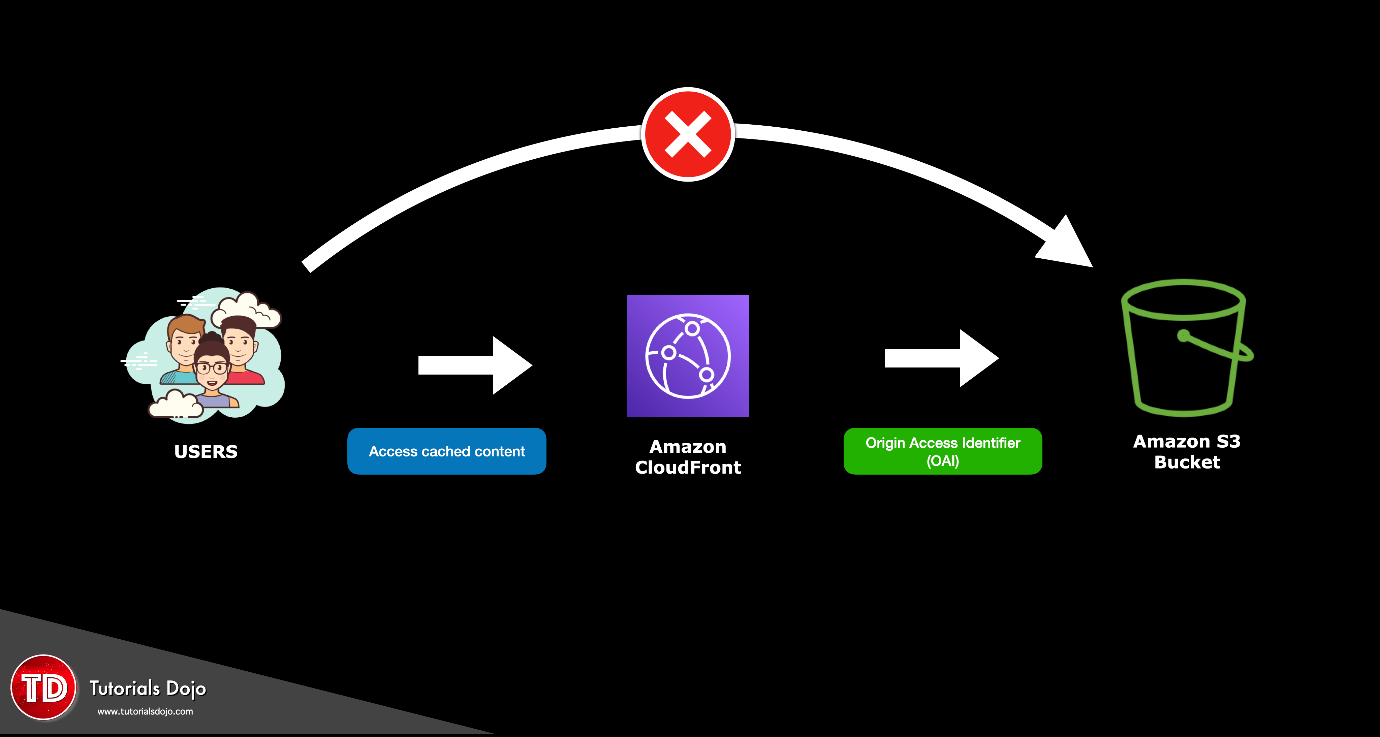 USERS
Access cached content
Amazon
CloudFront
Origin Access Identifier
(OAI)
Amazon S3
Bucket
TD
Tutorials Dojo
www.tutorialsdojo.com